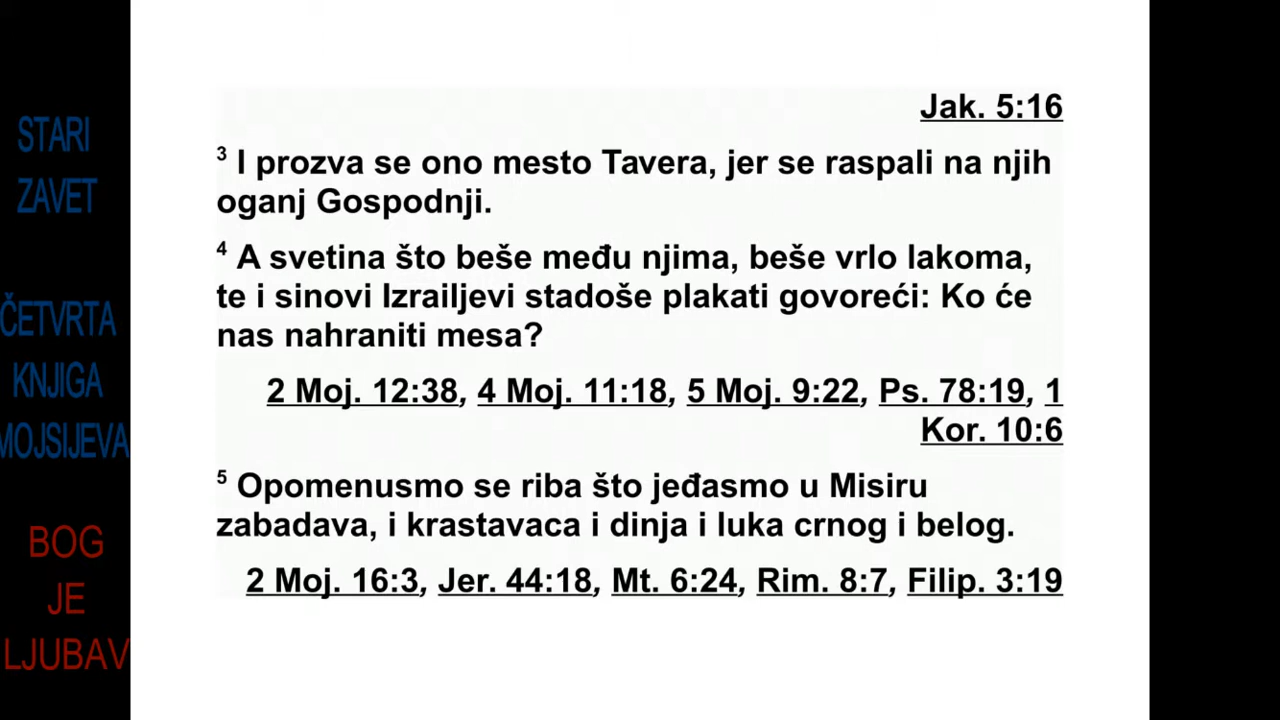 STARI
ZAVET
ČETVRTA
KNJIGA
MOJSIJEVA
BOG
JE
LJUBAV
Jak. 5:16
3 I prozva se ono mesto Tavera, jer se raspali na njih
oganj Gospodnji.
4 A svetina što beše među njima, beše vrlo lakoma,
te i sinovi Izrailjevi stadoše plakati govoreći: Ko će
nas nahraniti mesa?
2 Moj. 12:38, 4 Moj. 11:18, 5 Moj. 9:22, Ps. 78:19, 1
Kor. 10:6
5 Opomenusmo se riba što jeđasmo u Misiru
zabadava, i krastavaca i dinja i luka crnog i belog.
2 Moj. 16:3, Jer. 44:18, Mt. 6:24, Rim. 8:7, Filip. 3:19